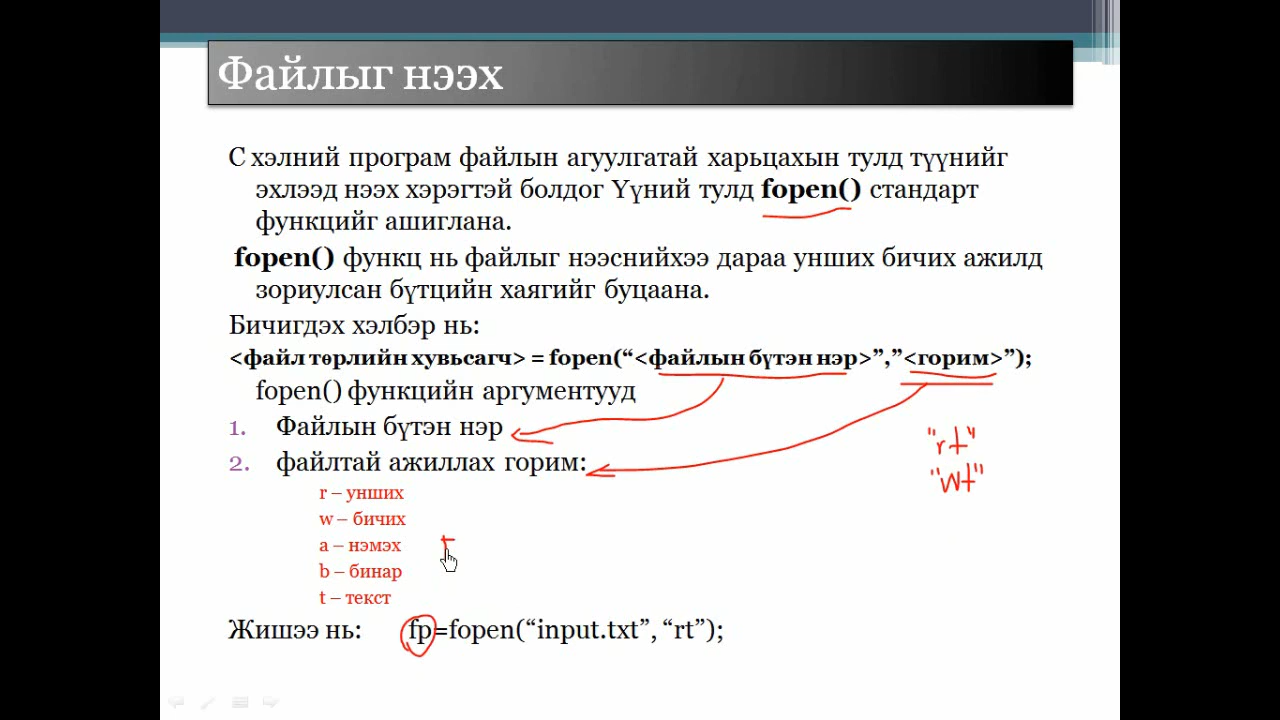 Файлыг нээх
С хэлний програм файлын агуулгатай харьцахын тулд түүнийг
эхлээд нээх хэрэгтэй болдог Үүний тулд fopen() стандарт
функцийг ашиглана.
fopen() функц нь файлыг нээснийхээ дараа унших бичих ажилд
зориулсан бүтцийн хаягийг буцаана.
Бичигдэх хэлбэр нь:
<файл төрлийн хувьсагч> = fopen(“<файлын бүтэн нэр>”,”<горим>”);
fopen() функцийн аргументууд
1. Файлын бүтэн нэр
2. файлтай ажиллах горим:
"rt"
"wt"
r – унших
w – бичих
a – нэмэх
b – бинар
t – текст
Жишээ нь: fp=fopen(“input.txt”, “rt”);